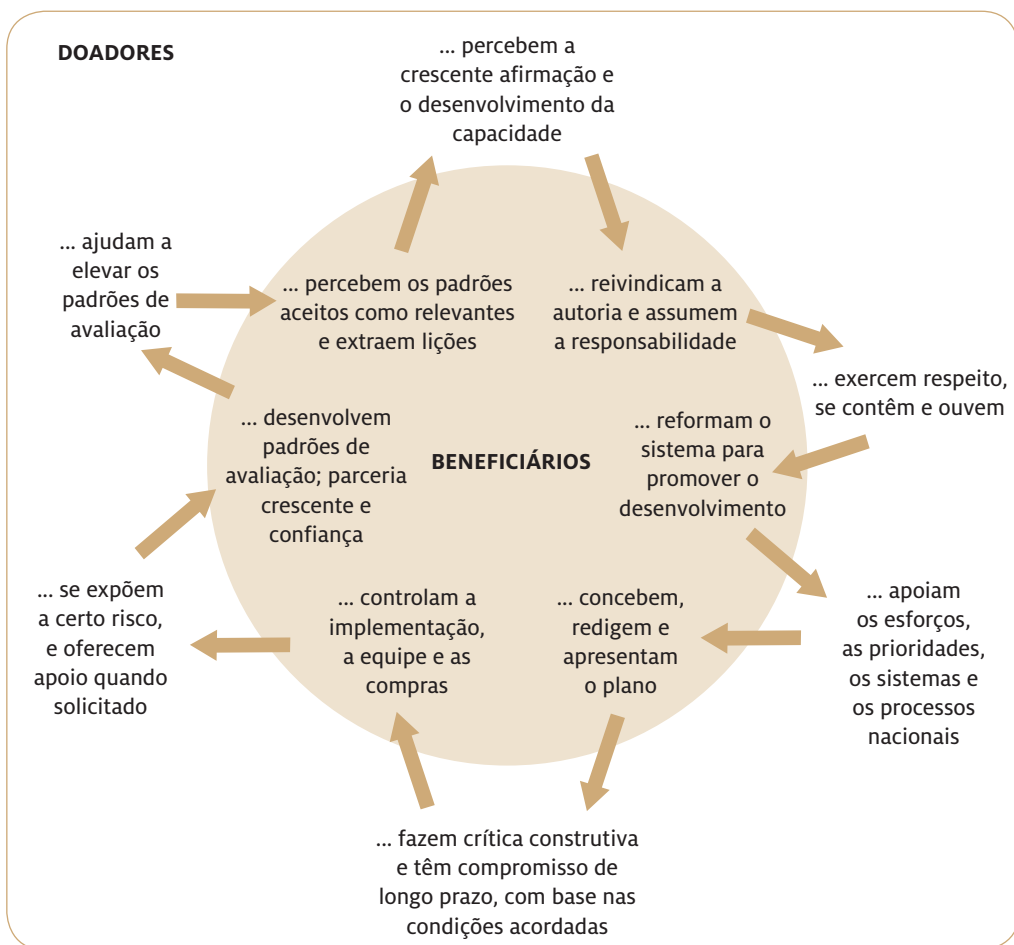 DOADORES
... percebem a
crescente afirmação e
o desenvolvimento da
capacidade
... reivindicam a
autoria e assumem
a responsabilidade
... exercem respeito,
se contêm e ouvem
... reformam o
sistema para
promover o
desenvolvimento
... apoiam
os esforços,
as prioridades,
os sistemas e
os processos
nacionais
... concebem,
redigem e
apresentam
o plano
... fazem crítica construtiva
e têm compromisso de
longo prazo, com base nas
condições acordadas
... controlam a
implementação,
a equipe e as
compras
... se expõem
a certo risco,
e oferecem
apoio quando
solicitado
... desenvolvem
padrões de
avaliação; parceria
crescente e
confiança
... ajudam a
elevar os
padrões de
avaliação
... percebem os padrões
aceitos como relevantes
e extraem lições
BENEFICIÁRIOS